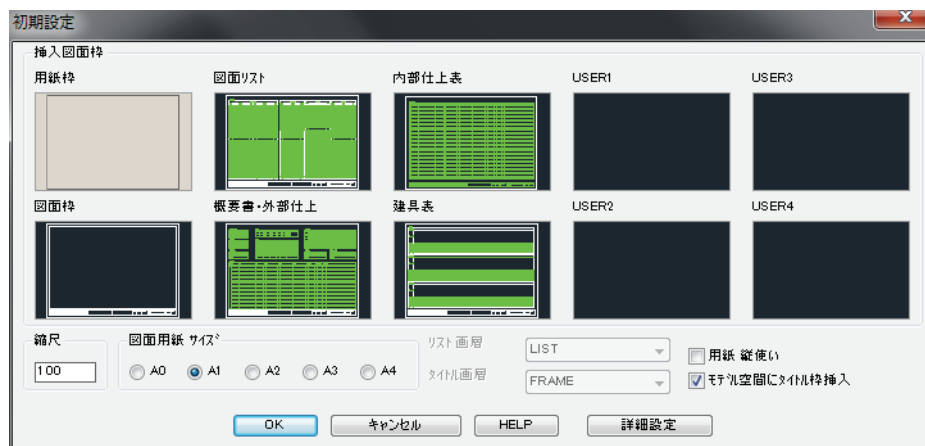 初期設定
挿入図面枠
用紙枠 図面リスト 内部仕上表 USER1 USER3
図面枠 概要書・外部仕上 建具表 USER2 USER4
縮尺 図面用紙 サイズ リスト画層 LIST 用紙 縦使い
100 A0 A1 A2 A3 A4 タイトル画層 FRAME モデル空間にタイトル枠挿入
OK キャンセル HELP 詳細設定